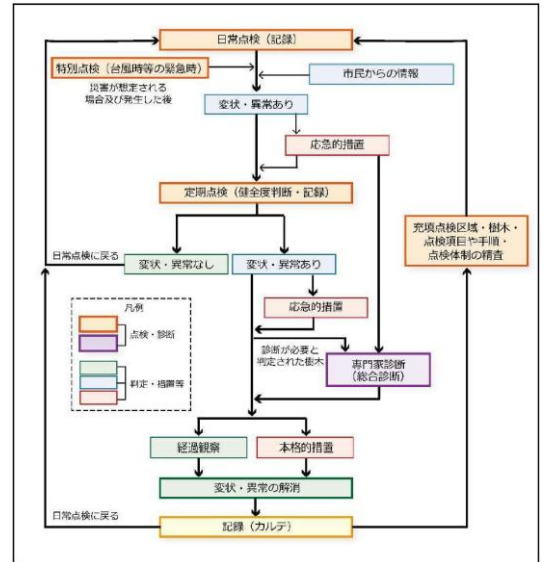 日常点検（記録）
特別点検（台風時等の緊急時）
災害が想定される
場合及び発生した後
市民からの情報
変状・異常あり
応急的措置
定期点検（健全度判断・記録）
充填点検区域・樹木・
点検項目や手順・
点検体制の精査
日常点検に戻る
変状・異常なし
変状・異常あり
応急的措置
凡例
点検・診断
判定・措置等
診断が必要と
判定された樹木
専門家診断
（総合診断）
経過観察
本格的措置
変状・異常の解消
日常点検に戻る
記録（カルテ）